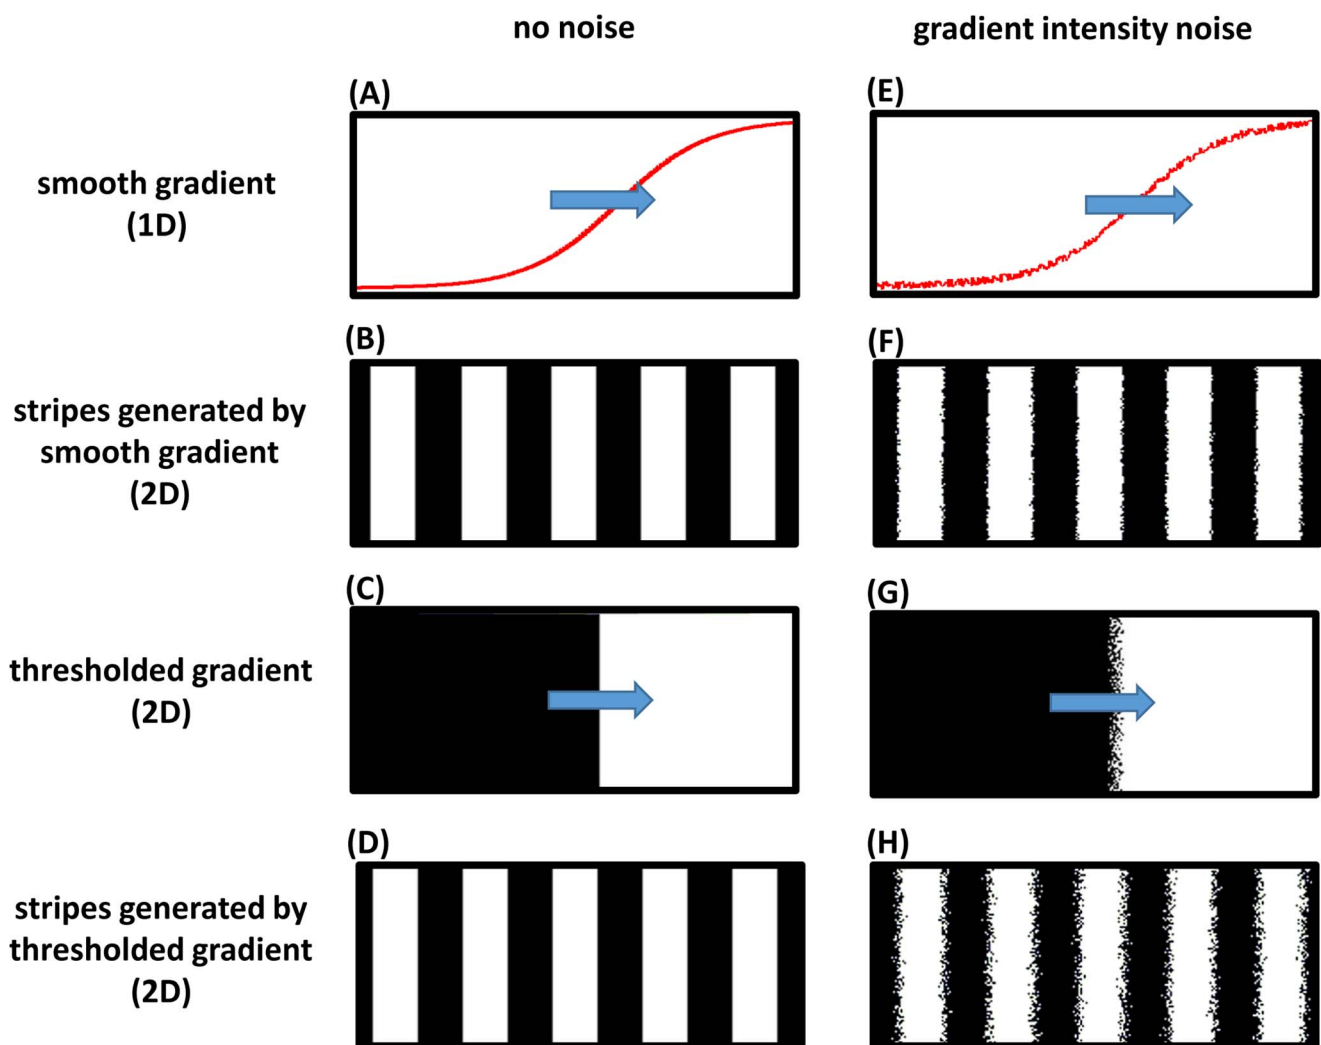 no noise
gradient intensity noise
(A)
(E)
smooth gradient
(1D)
(B)
(F)
stripes generated by
smooth gradient
(2D)
(C)
(G)
thresholded gradient
(2D)
(D)
(H)
stripes generated by
thresholded gradient
(2D)